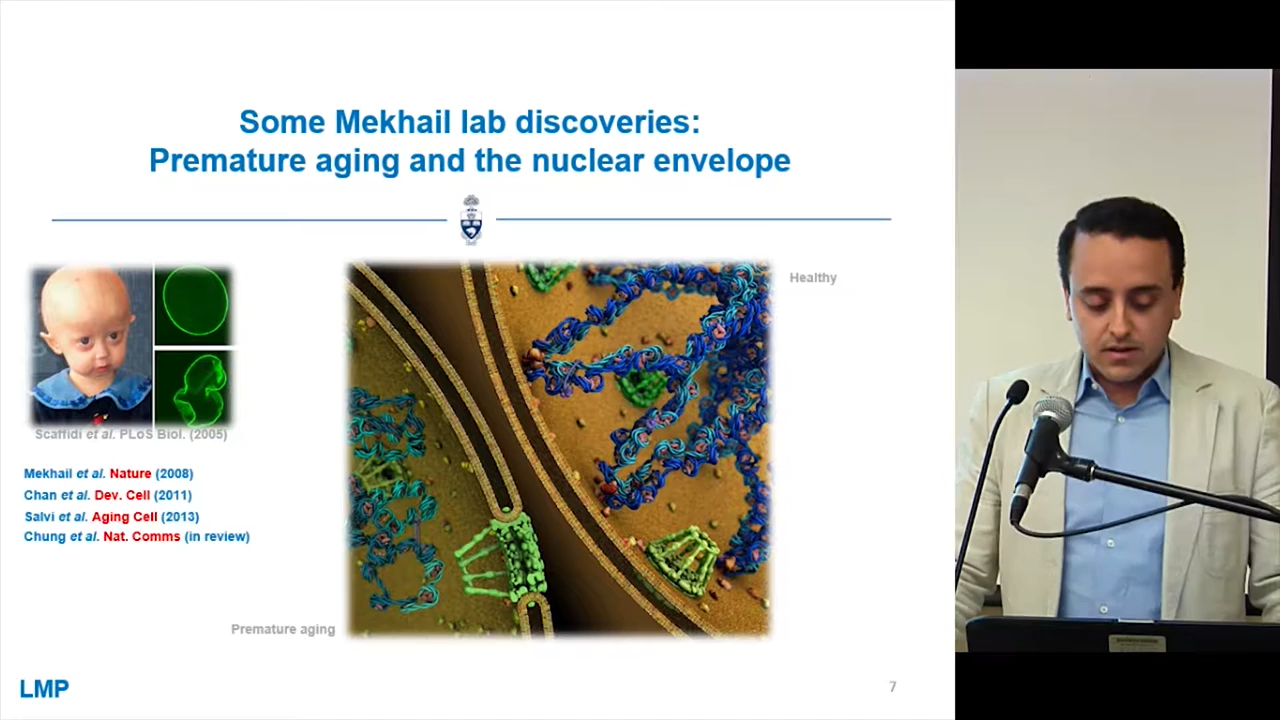 Some Mekhail lab discoveries:
Premature aging and the nuclear envelope
Healthy
Scaffidi et al. PLoS Biol. (2005)
Mekhail et al. Nature (2008)
Chan et al. Dev. Cell (2011)
Salvi et al. Aging Cell (2013)
Chung et al. Nat. Comms (in review)
Premature aging
LMP
7